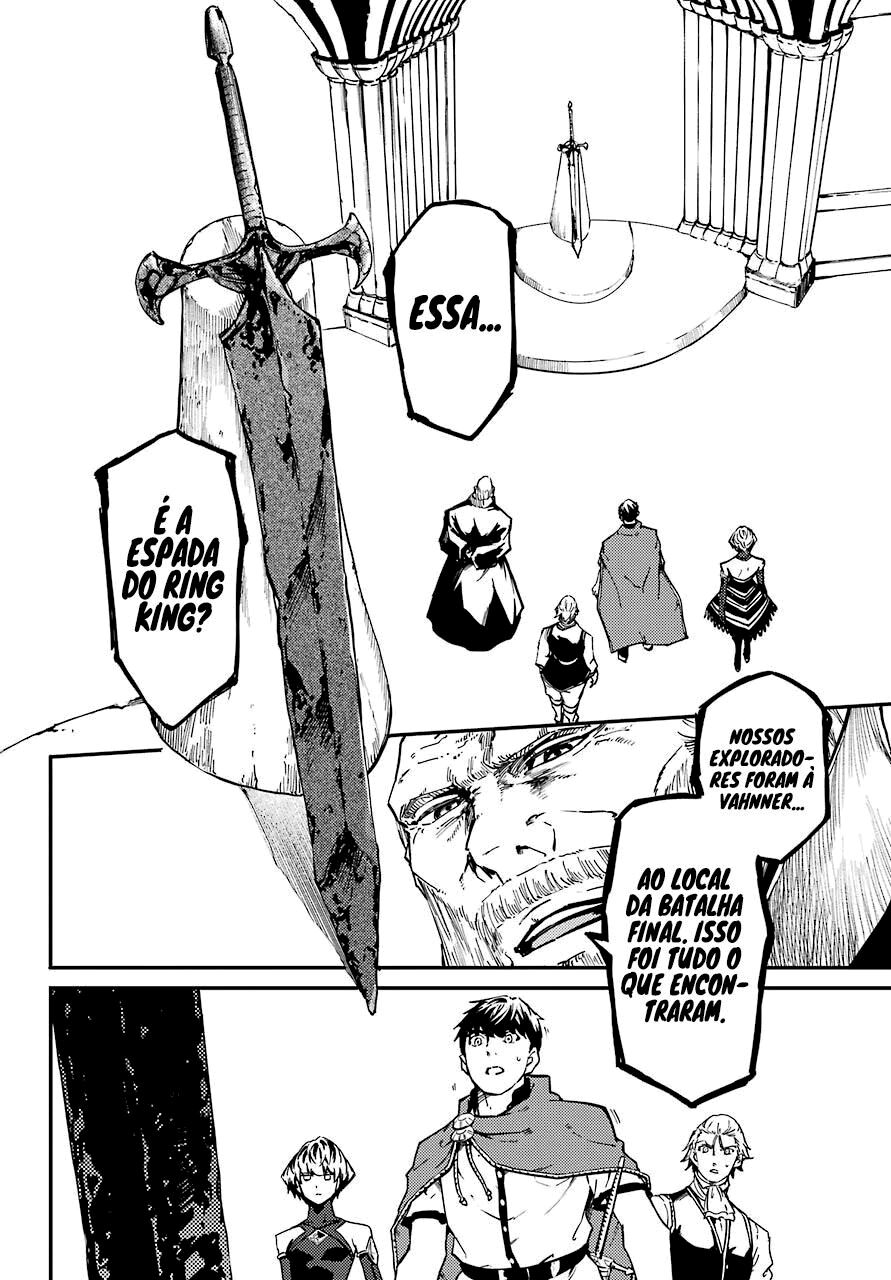 ESSA...
É A
ESPADA
DO RING
KING?
NOSSOS
EXPLORADO-
RES FORAM À
VAHNNER...
AO LOCAL
DA BATALHA
FINAL. ISSO
FOI TUDO O
QUE ENCON-
TRARAM.